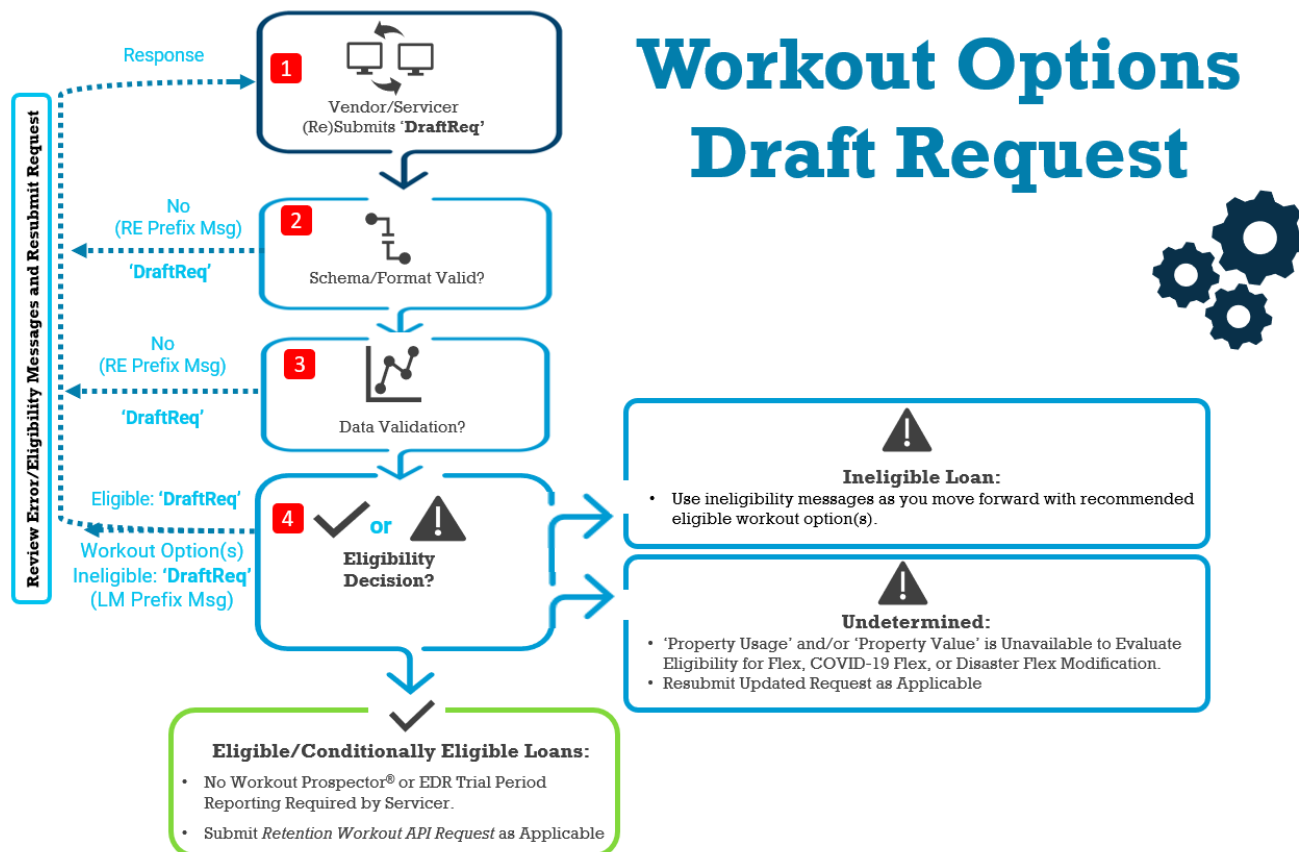 Workout Options
Draft Request
Review Error/Eligibility Messages and Resubmit Request
Response
1
Vendor/Servicer
(Re)Submits ‘DraftReq’
No
(RE Prefix Msg)
‘DraftReq’
2
Schema/Format Valid?
No
(RE Prefix Msg)
‘DraftReq’
3
Data Validation?
Eligible: ‘DraftReq’
Workout Option(s)
Ineligible: ‘DraftReq’
(LM Prefix Msg)
4
or
Eligibility
Decision?
Ineligible Loan:
• Use ineligibility messages as you move forward with recommended
eligible workout option(s).
Undetermined:
• ‘Property Usage’ and/or ‘Property Value’ is Unavailable to Evaluate
Eligibility for Flex, COVID-19 Flex, or Disaster Flex Modification.
• Resubmit Updated Request as Applicable
Eligible/Conditionally Eligible Loans:
• No Workout Prospector® or EDR Trial Period
Reporting Required by Servicer.
• Submit Retention Workout API Request as Applicable